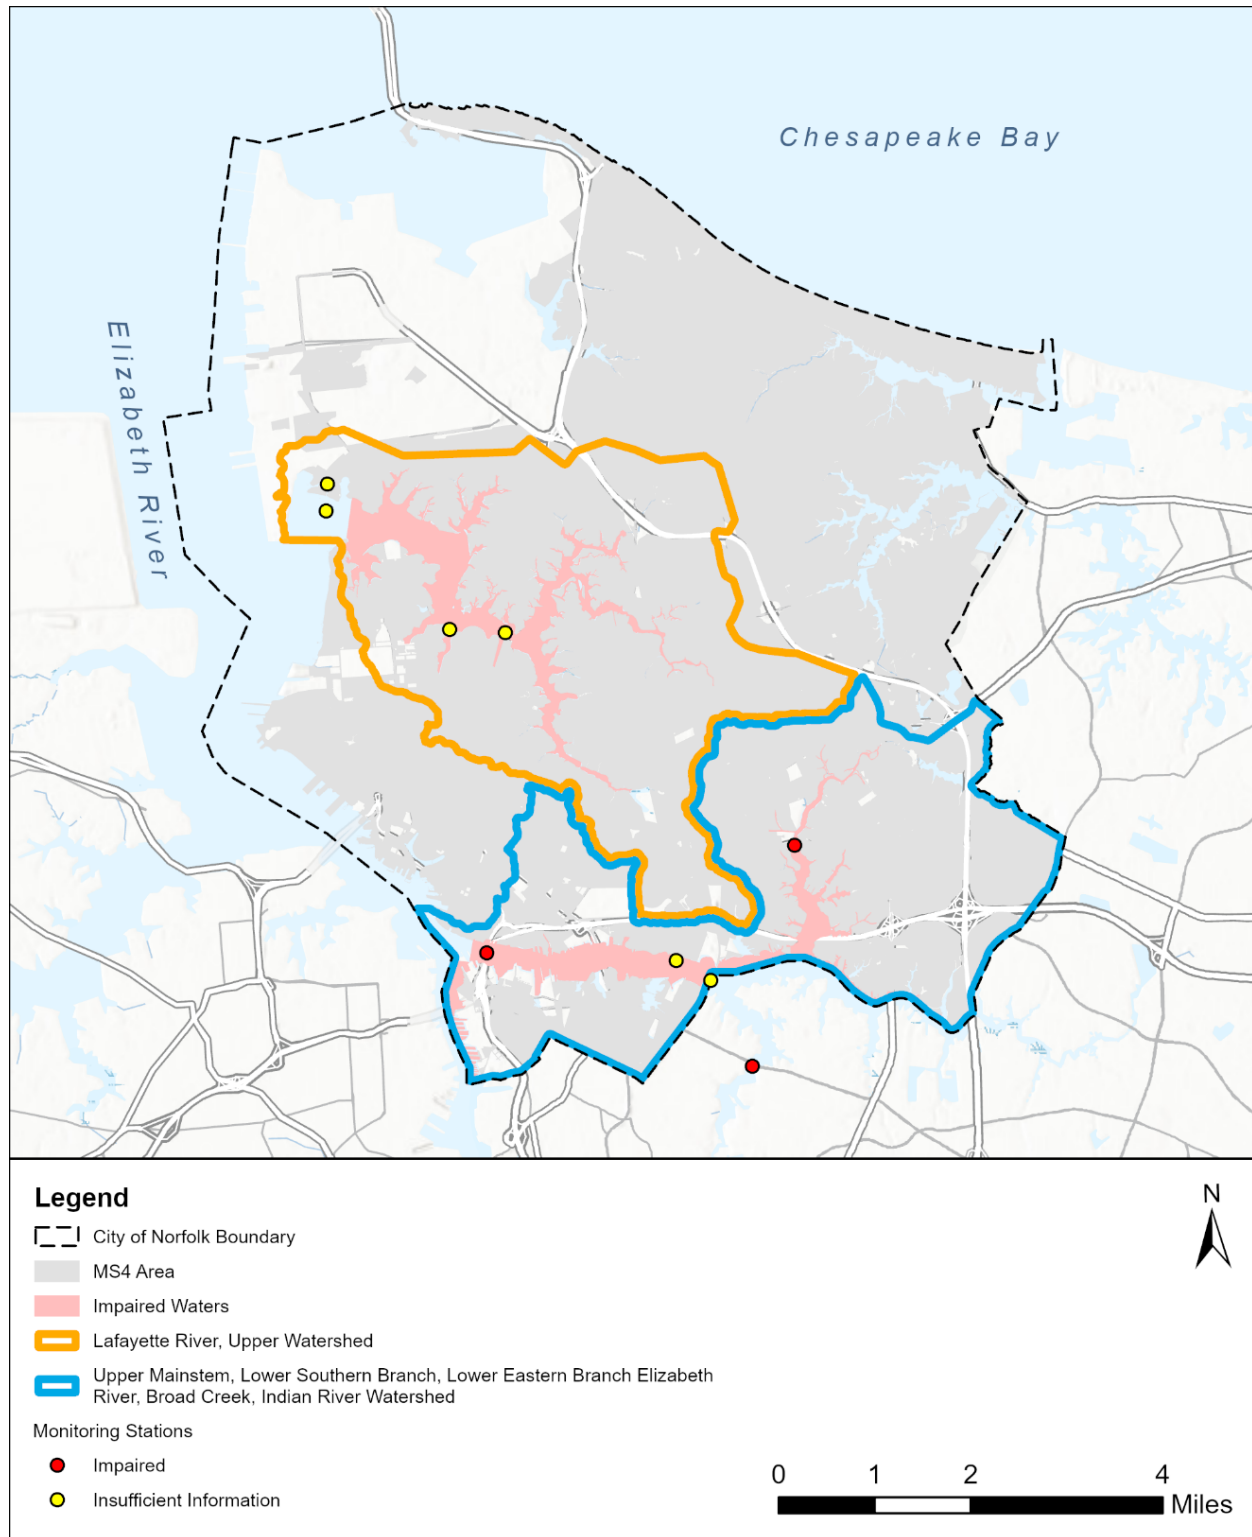 Chesapeake Bay
Elizabeth River
Legend
City of Norfolk Boundary
MS4 Area
Impaired Waters
Lafayette River, Upper Watershed
Upper Mainstem, Lower Southern Branch, Lower Eastern Branch Elizabeth
River, Broad Creek, Indian River Watershed
Monitoring Stations
Impaired
Insufficient Information
N
0 1 2 4
Miles